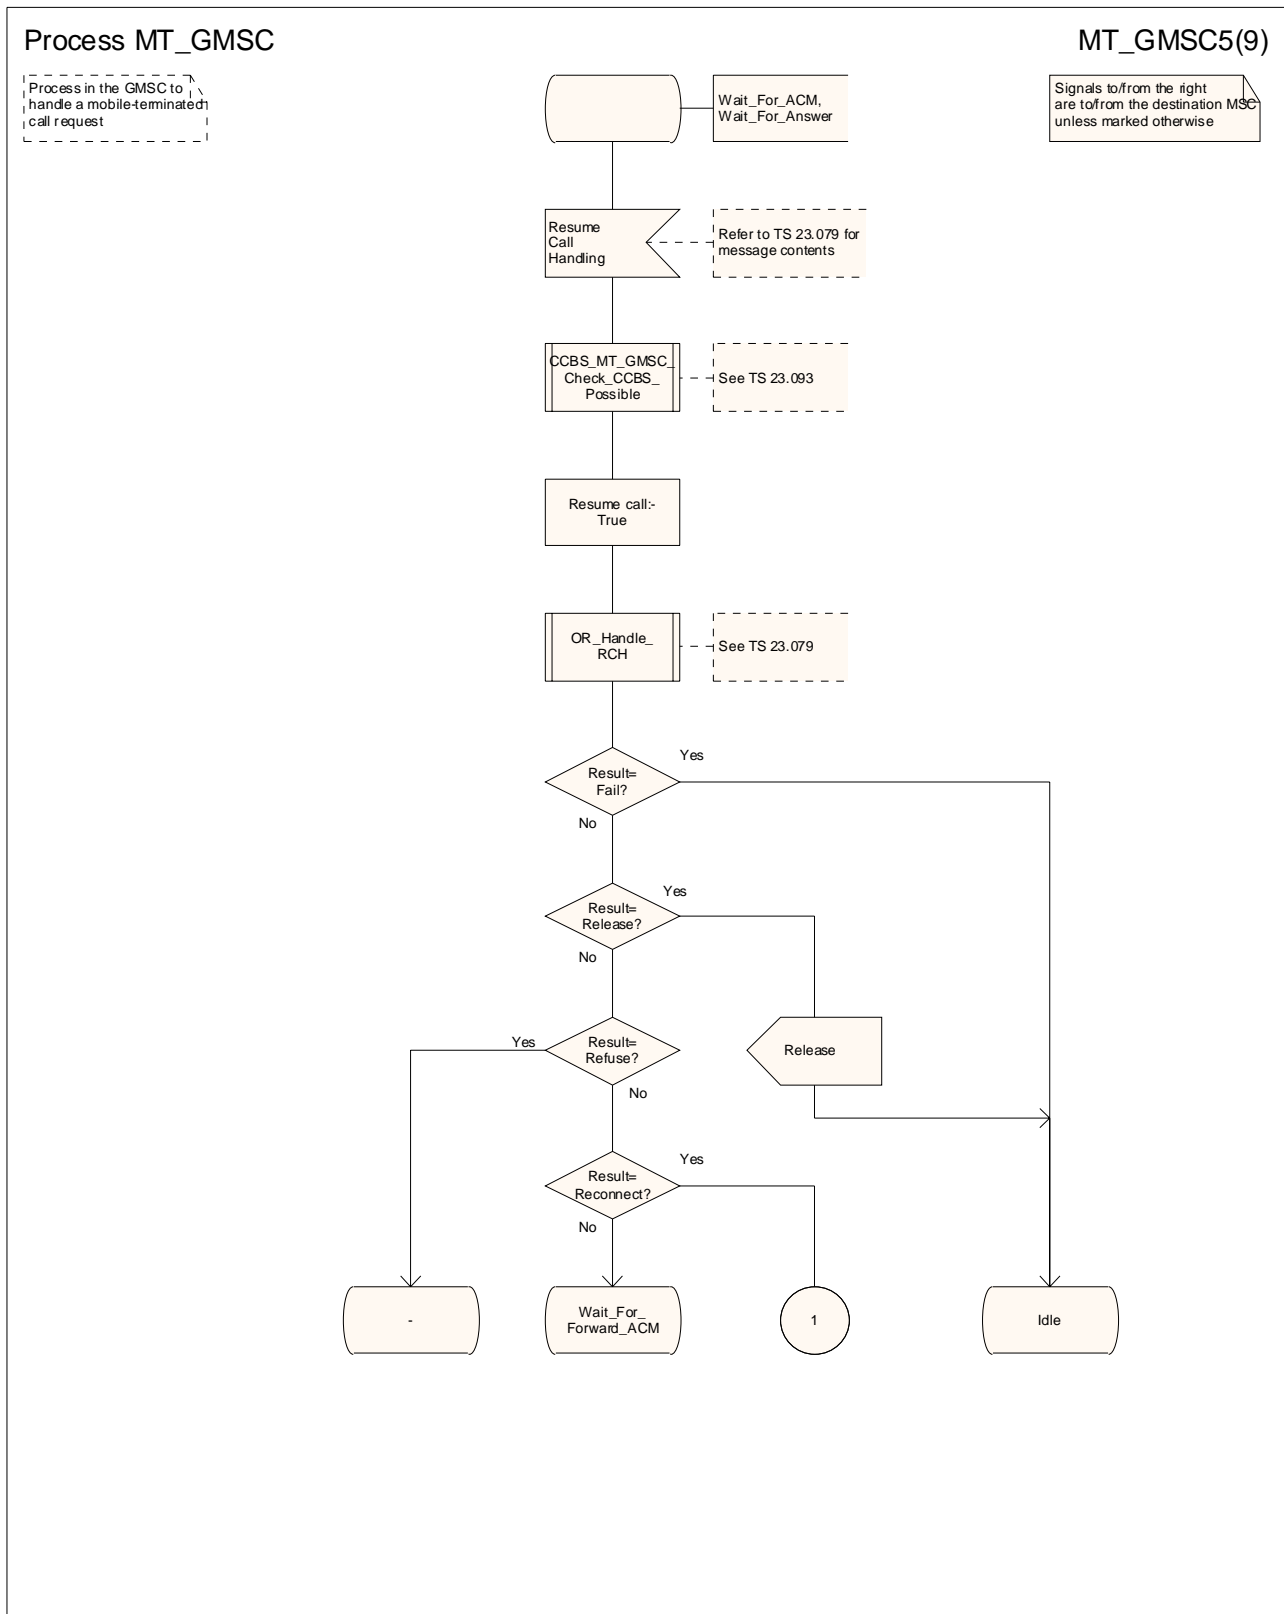 Process MT_GMSC
MT_GMSC5(9)
Process in the GMSC to
handle a mobile-terminated
call request
Wait_For_ACM,
Wait_For_Answer
Signals to/from the right
are to/from the destination MSC
unless marked otherwise
Resume
Call
Handling
Refer to TS 23.079 for
message contents
CCBS_MT_GMSC_
Check_CCBS_
Possible
See TS 23.093
Resume call:-
True
OR_Handle_
RCH
See TS 23.079
Result=
Fail?
Yes
No
Result=
Release?
Yes
No
Result=
Refuse?
Yes
No
Release
Result=
Reconnect?
Yes
No
-
Wait_For_
Forward_ACM
1
Idle